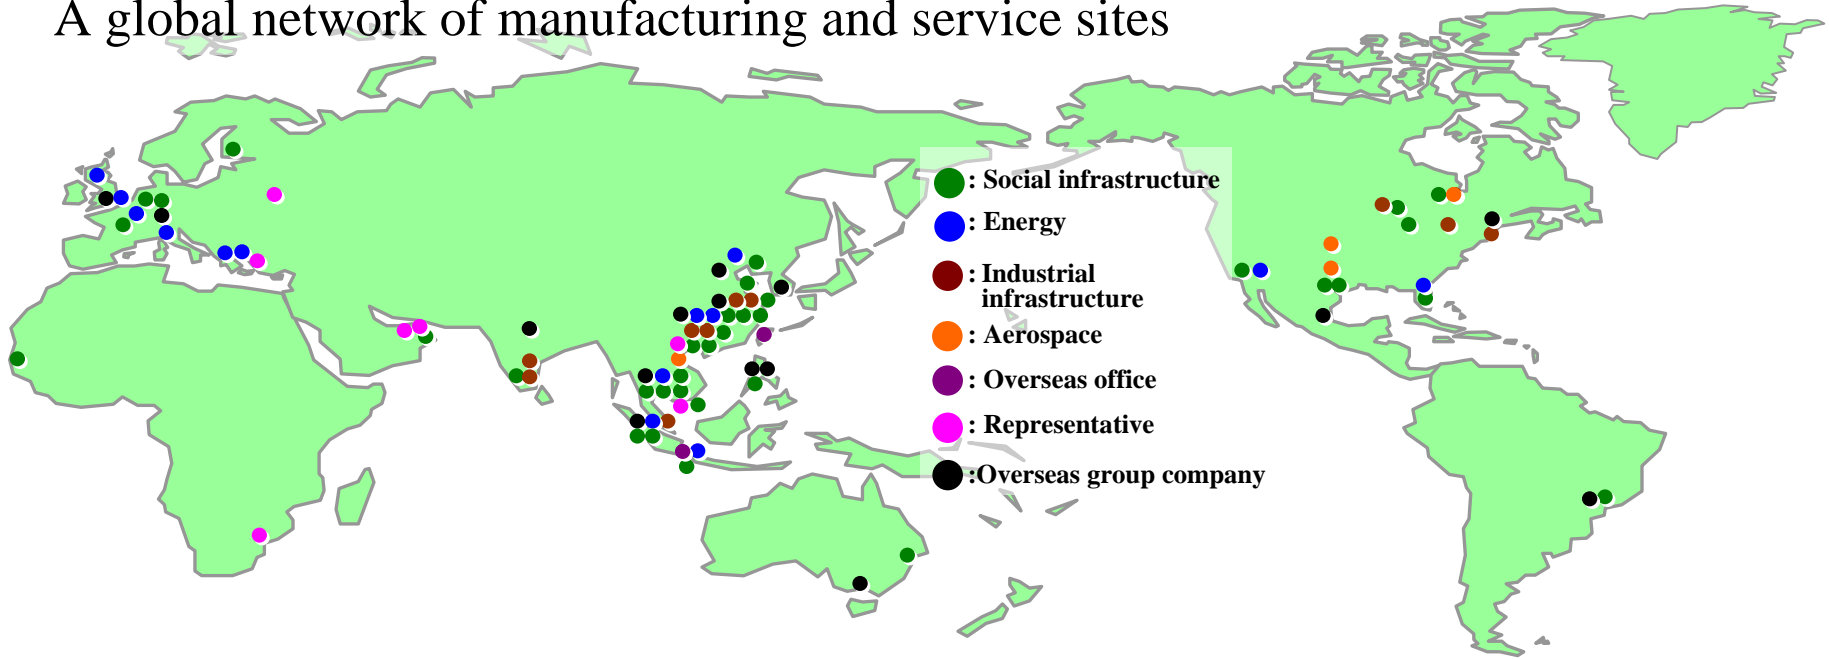 A global network of manufacturing and service sites
: Social infrastructure
: Energy
: Industrial
infrastructure
: Aerospace
: Overseas office
: Representative
:Overseas group company